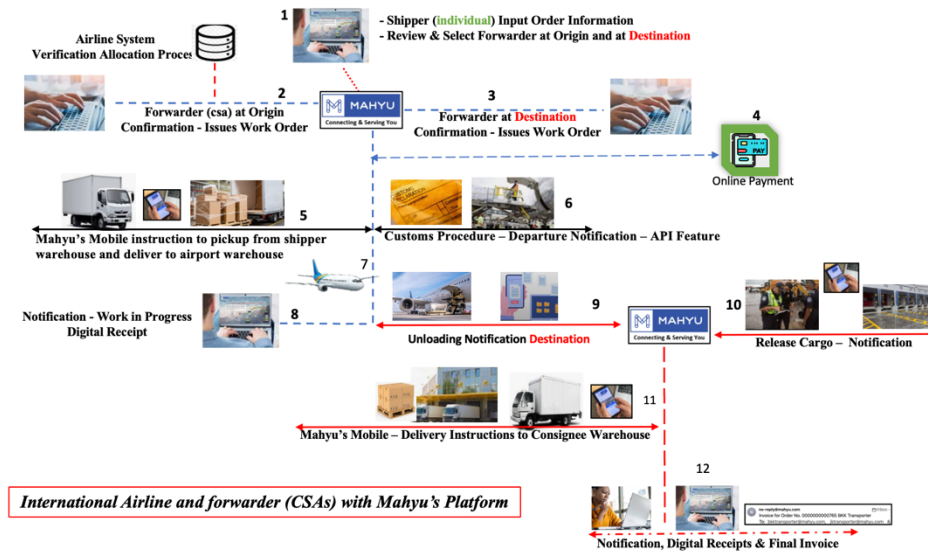 1
- Shipper (individual) Input Order Information
- Review & Select Forwarder at Origin and at Destination
Airline System
Verification Allocation Proces
2
MAHYU
Connecting & Serving You
3
4
Forwarder (csa) at Origin
Confirmation - Issues Work Order
Forwarder at Destination
Confirmation - Issues Work Order
PAY
Online Payment
5
6
Mahyu's Mobile instruction to pickup from shipper
warehouse and deliver to airport warehouse
Customs Procedure – Departure Notification – API Feature
7
Notification - Work in Progress
Digital Receipt
8
9
Unloading Notification Destination
MAHYU
Connecting & Serving You
10
Release Cargo – Notification
11
Mahyu's Mobile – Delivery Instructions to Consignee Warehouse
12
International Airline and forwarder (CSAs) with Mahyu's Platform
no-reply@mahyu.com
Notification, Digital Receipts & Final Invoice